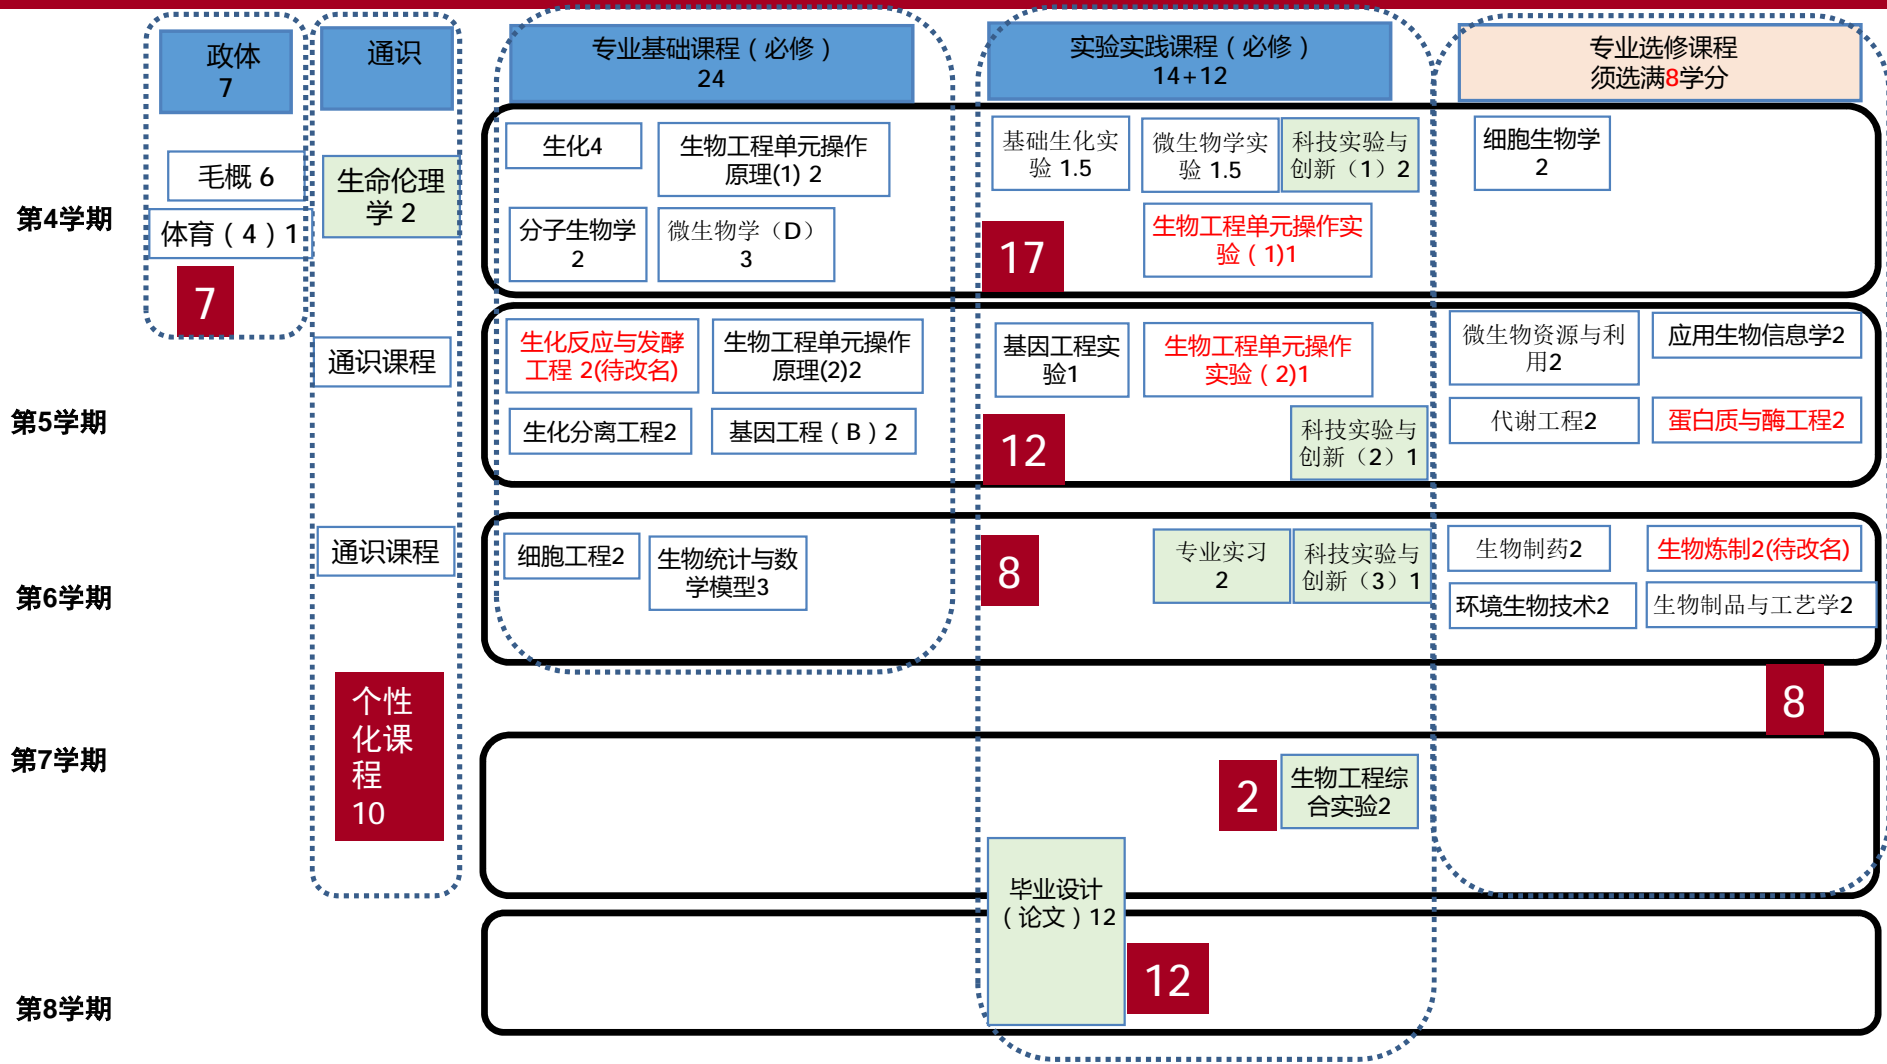 政体
7
通识
专业基础课程（必修）
24
实验实践课程（必修）
14+12
专业选修课程
须选满8学分
第4学期
毛概 6
体育（4）1
7
生命伦理
学 2
生化4
生物工程单元操作
原理(1) 2
分子生物学
2
微生物学（D）
3
基础生化实
验 1.5
微生物学实
验 1.5
科技实验与
创新（1）2
17
生物工程单元操作实
验（1)1
细胞生物学
2
第5学期
通识课程
生化反应与发酵
工程 2(待改名)
生物工程单元操作
原理(2)2
生化分离工程2
基因工程（B）2
基因工程实
验1
生物工程单元操作
实验（2)1
12
科技实验与
创新（2）1
微生物资源与利
用2
应用生物信息学2
代谢工程2
蛋白质与酶工程2
第6学期
通识课程
细胞工程2
生物统计与数
学模型3
8
专业实习
2
科技实验与
创新（3）1
生物制药2
生物炼制2(待改名)
环境生物技术2
生物制品与工艺学2
8
第7学期
个性
化课
程
10
2
生物工程综
合实验2
毕业设计
（论文）12
第8学期
12